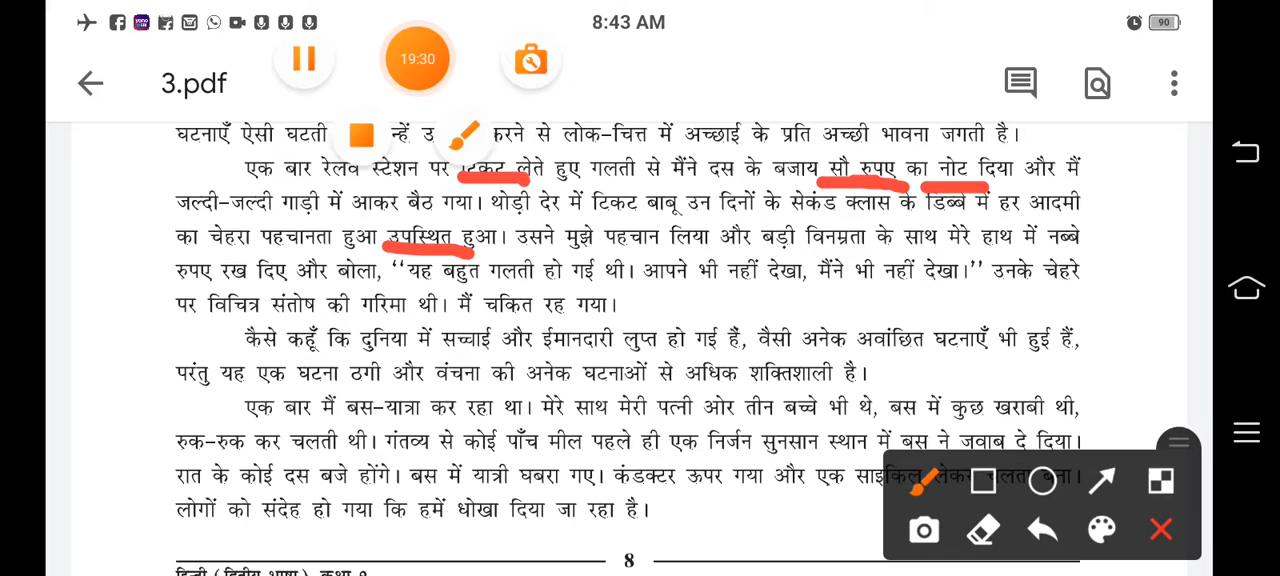 8:43 AM
90
19:30
3.pdf
घटनाएँ ऐसी घटती करने से लोक-चित्त में अच्छाई के प्रति अच्छी भावना जगती है।
एक बार रेलवे स्टेशन पर टिकट लेते हुए गलती से मैंने दस के बजाय सौ रुपए का नोट दिया और मैं
जल्दी-जल्दी गाड़ी में आकर बैठ गया। थोड़ी देर में टिकट बाबू उन दिनों के सेकंड क्लास के डिब्बे में हर आदमी
का चेहरा पहचानता हुआ उपस्थित हुआ। उसने मुझे पहचान लिया और बड़ी विनम्रता के साथ मेरे हाथ में नब्बे
रुपए रख दिए और बोला, “यह बहुत गलती हो गई थी। आपने भी नहीं देखा, मैंने भी नहीं देखा।” उनके चेहरे
पर विचित्र संतोष की गरिमा थी। मैं चकित रह गया।
कैसे कहूँ कि दुनिया में सच्चाई और ईमानदारी लुप्त हो गई हैं, वैसी अनेक अवांछित घटनाएँ भी हुई हैं,
परंतु यह एक घटना ठगी और वंचना की अनेक घटनाओं से अधिक शक्तिशाली है।
एक बार मैं बस-यात्रा कर रहा था। मेरे साथ मेरी पत्नी ओर तीन बच्चे भी थे, बस में कुछ खराबी थी,
रुक-रुक कर चलती थी। गंतव्य से कोई पाँच मील पहले ही एक निर्जन सुनसान स्थान में बस ने जवाब दे दिया।
रात के कोई दस बजे होंगे। बस में यात्री घबरा गए। कंडक्टर ऊपर गया और एक साइकिल लेकर चलता बना।
लोगों को संदेह हो गया कि हमें धोखा दिया जा रहा है।
8